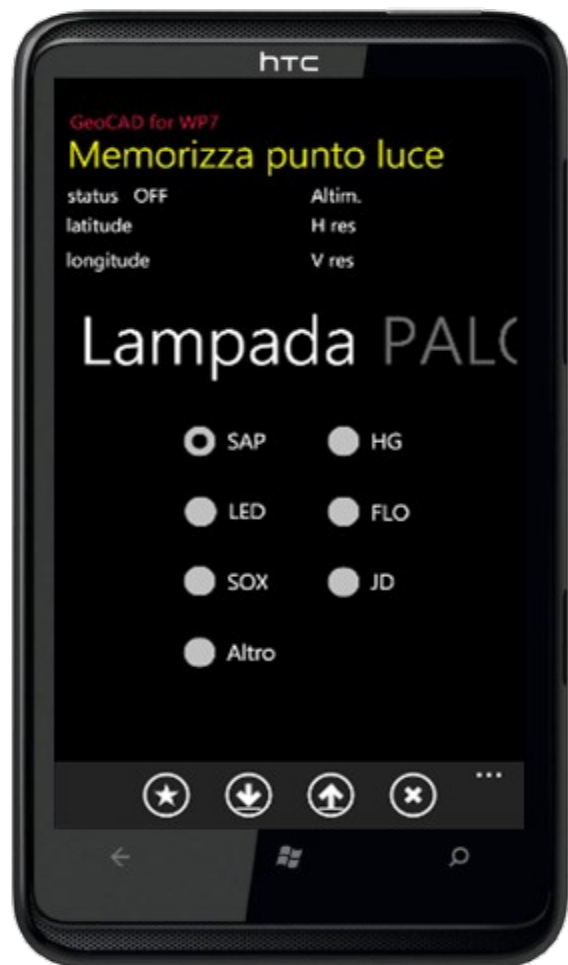 hTC
GeoCAD for WP7
Memorizza punto luce
status OFF Altim.
latitude H res
longitude V res
Lampada PALO
SAP HG
LED FLO
SOX JD
Altro